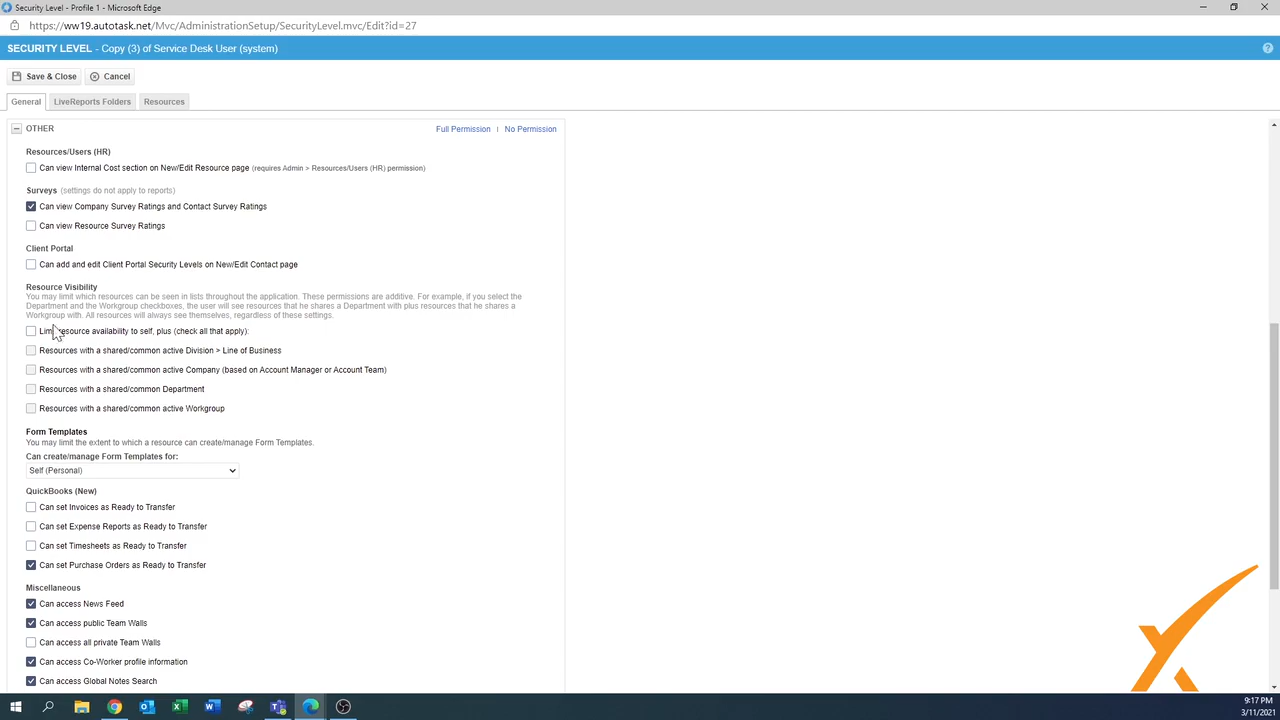 Security Level - Profile 1 - Microsoft Edge
https://ww19.autotask.net/Mvc/AdministrationSetup/SecurityLevel.mvc/Edit?id=27
SECURITY LEVEL - Copy (3) of Service Desk User (system)
?
Save & Close Cancel
General LiveReports Folders Resources
OTHER Full Permission | No Permission
Resources/Users (HR)
Can view Internal Cost section on New/Edit Resource page (requires Admin > Resources/Users (HR) permission)
Surveys (settings do not apply to reports)
Can view Company Survey Ratings and Contact Survey Ratings
Can view Resource Survey Ratings
Client Portal
Can add and edit Client Portal Security Levels on New/Edit Contact page
Resource Visibility
You may limit which resources can be seen in lists throughout the application. These permissions are additive. For example, if you select the
Department and the Workgroup checkboxes, the user will see resources that he shares a Department with plus resources that he shares a
Workgroup with. All resources will always see themselves, regardless of these settings.
Limit resource availability to self, plus (check all that apply):
Resources with a shared/common active Division > Line of Business
Resources with a shared/common active Company (based on Account Manager or Account Team)
Resources with a shared/common Department
Resources with a shared/common active Workgroup
Form Templates
You may limit the extent to which a resource can create/manage Form Templates.
Can create/manage Form Templates for:
Self (Personal)
QuickBooks (New)
Can set Invoices as Ready to Transfer
Can set Expense Reports as Ready to Transfer
Can set Timesheets as Ready to Transfer
Can set Purchase Orders as Ready to Transfer
Miscellaneous
Can access News Feed
Can access public Team Walls
Can access all private Team Walls
Can access Co-Worker profile information
Can access Global Notes Search
9:17 PM
3/11/2021